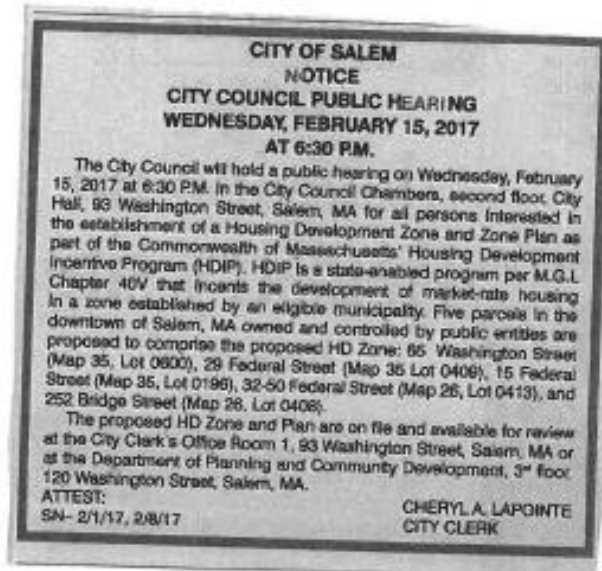 CITY OF SALEM
NOTICE
CITY COUNCIL PUBLIC HEARING
WEDNESDAY, FEBRUARY 15, 2017
AT 6:30 P.M.
The City Council will hold a public hearing on Wednesday, February
15, 2017 at 6:30 P.M. in the City Council Chambers, second floor, City
Hall, 93 Washington Street, Salem, MA for all persons interested in
the establishment of a Housing Development Zone and Zone Plan as
part of the Commonwealth of Massachusetts' Housing Development
Incentive Program (HDIP). HDIP is a state-enabled program per M.G.L
Chapter 40V that incents the development of market-rate housing
in a zone established by an eligible municipality. Five parcels in the
downtown of Salem, MA owned and controlled by public entities are
proposed to comprise the proposed HD Zone: 65 Washington Street
(Map 35, Lot 0600), 29 Federal Street (Map 35 Lot 0409), 15 Federal
Street (Map 35, Lot 0196), 32-50 Federal Street (Map 26, Lot 0413), and
252 Bridge Street (Map 26, Lot 0408).
The proposed HD Zone and Plan are on file and available for review
at the City Clerk's Office Room 1, 93 Washington Street, Salem, MA or
at the Department of Planning and Community Development, 3rd floor,
120 Washington Street, Salem, MA.
ATTEST:
CHERYL A. LAPOINTE
SN– 2/1/17, 2/8/17
CITY CLERK